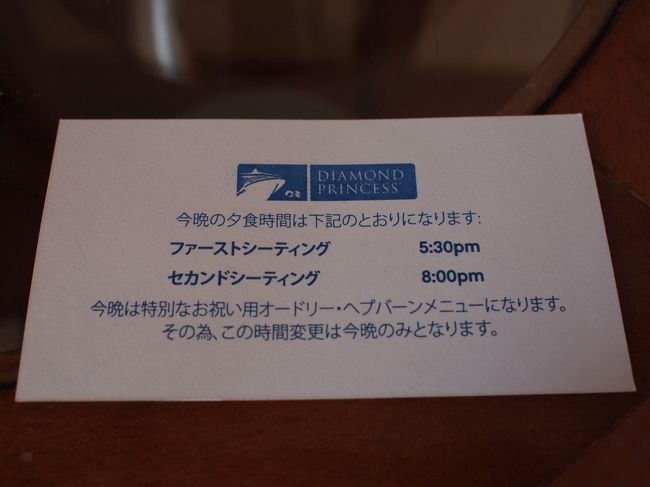 DIAMOND
PRINCESS
今晩の夕食時間は下記のとおりになります:
ファーストシーティング 5:30pm
セカンドシーティング 8:00pm
今晩は特別なお祝い用オードリー・ヘプバーンメニューになります。
その為、この時間変更は今晩のみとなります。